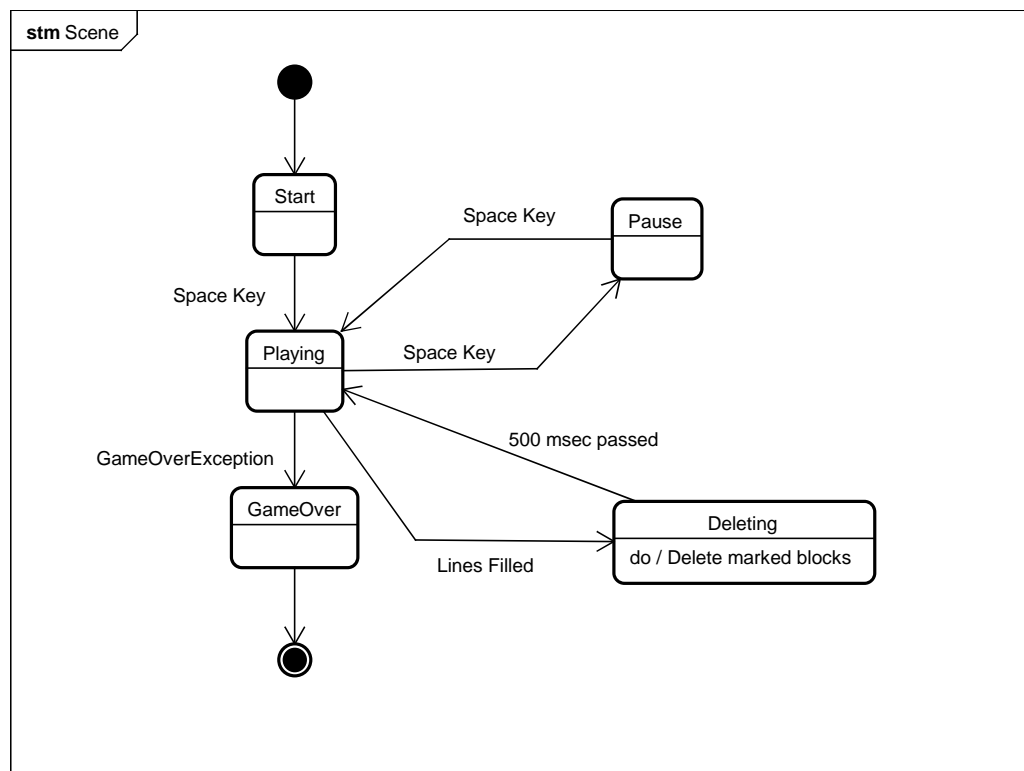 stm Scene
Start
Space Key
Pause
Space Key
Playing
Space Key
500 msec passed
GameOverException
GameOver
Deleting
do / Delete marked blocks
Lines Filled